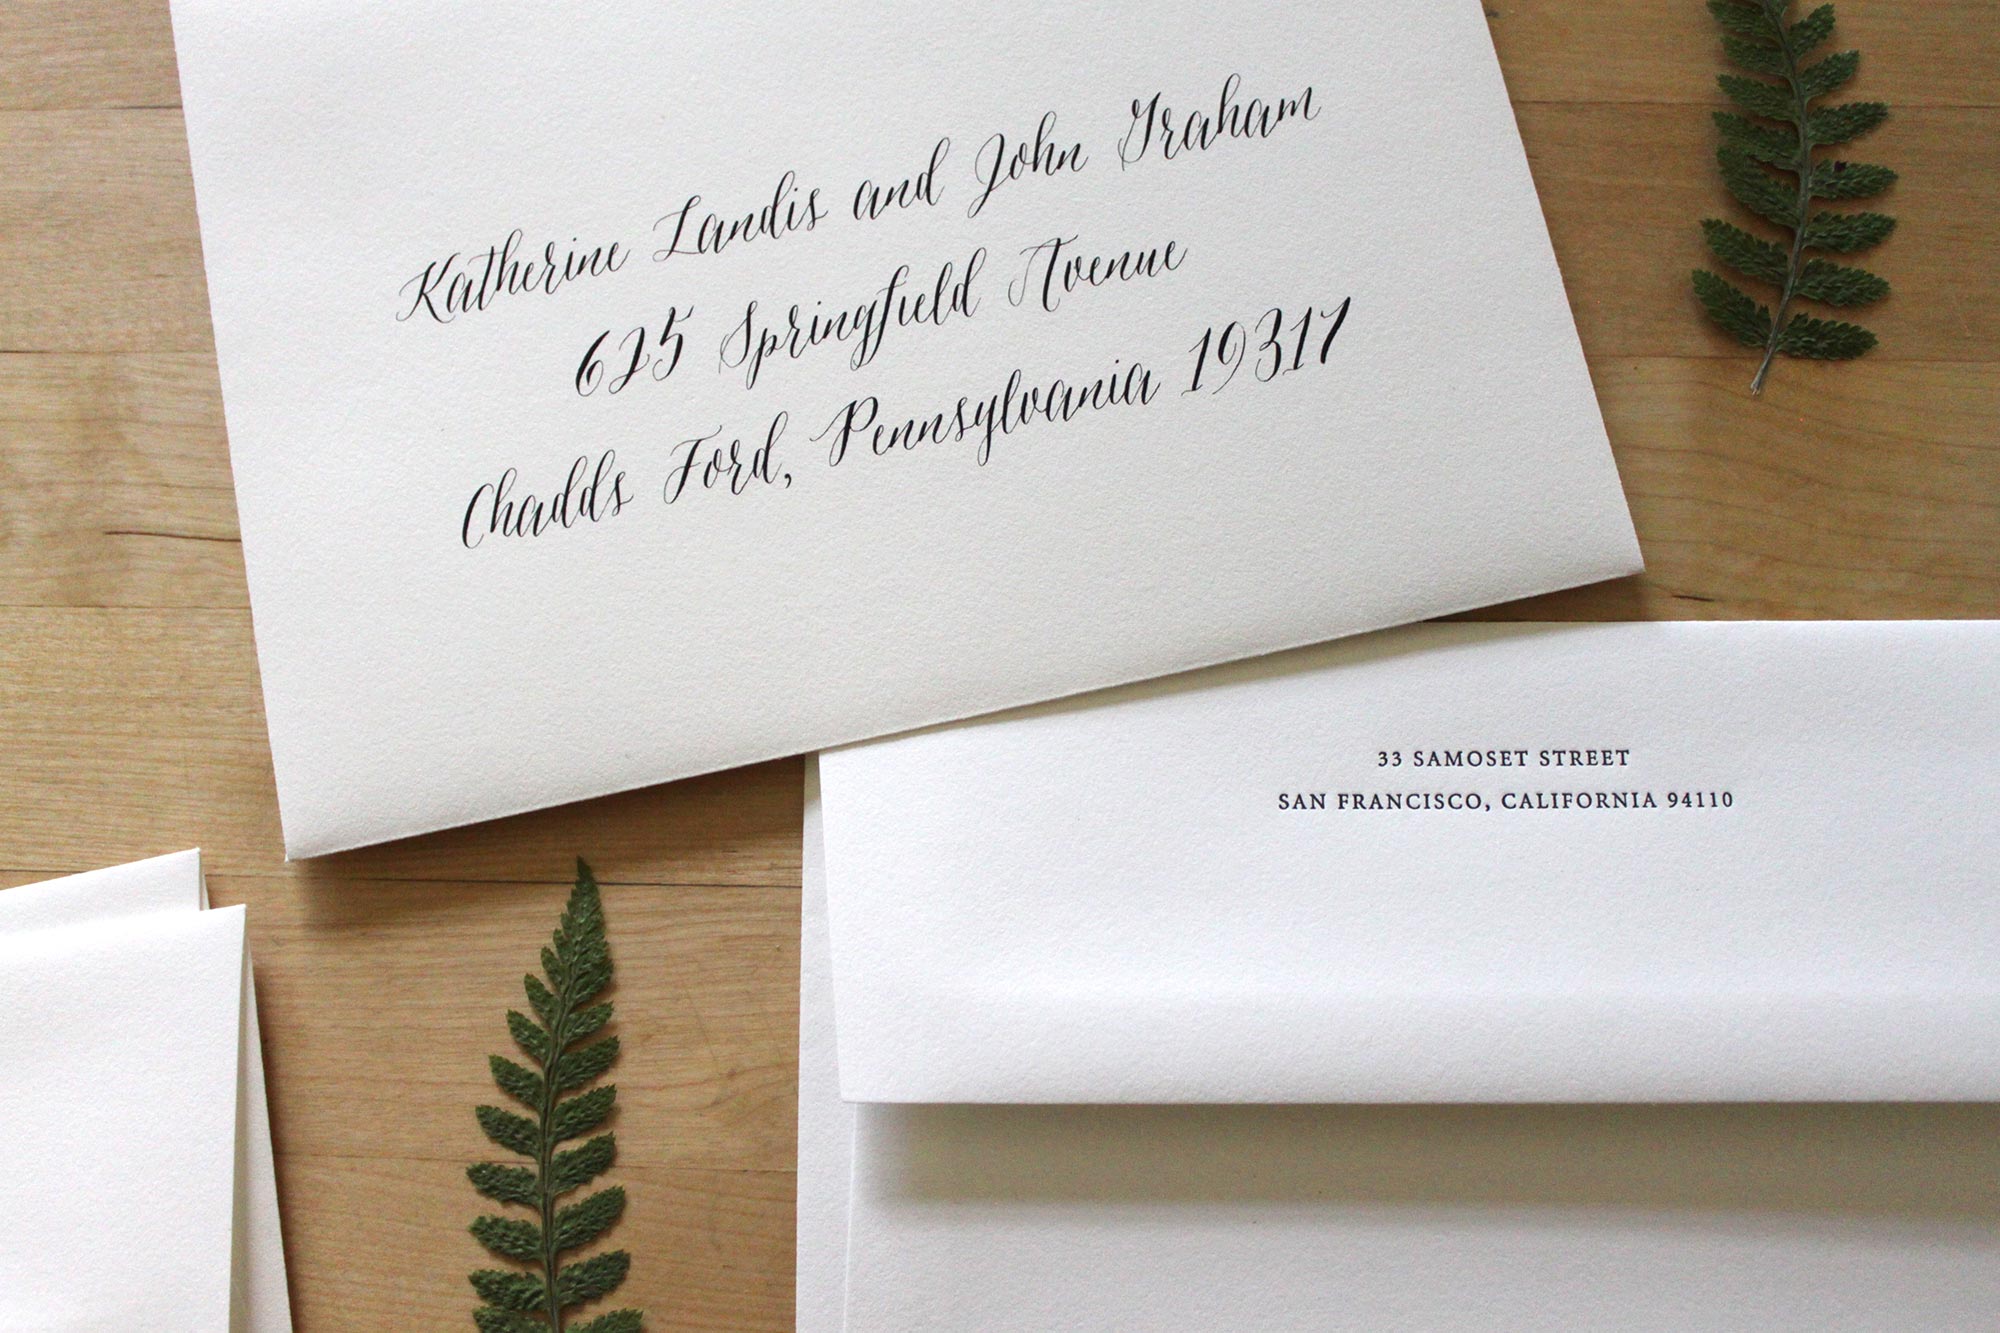 Katherine Landis and John Graham
625 Springfield Avenue
Chadds Ford, Pennsylvania 19317
33 SAMOSET STREET
SAN FRANCISCO, CALIFORNIA 94110